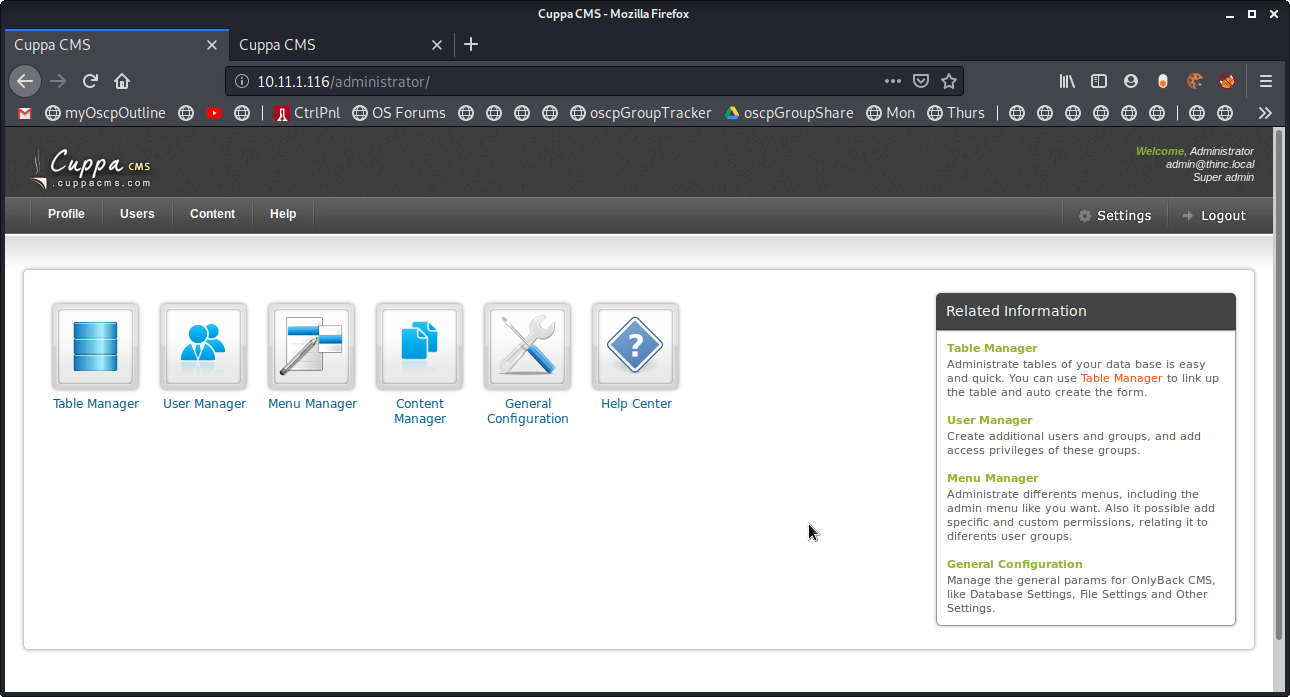 Cuppa CMS - Mozilla Firefox
Cuppa CMS Cuppa CMS
10.11.1.116/administrator/
myOscpOutline CtrlPnl OS Forums oscpGroupTracker oscpGroupShare Mon Thurs
Cuppa CMS
.cuppacms.com
Welcome, Administrator
admin@thinc.local
Super admin
Profile Users Content Help Settings Logout
Table Manager User Manager Menu Manager Content Manager General Configuration Help Center
Related Information
Table Manager
Administrate tables of your data base is easy
and quick. You can use Table Manager to link up
the table and auto create the form.
User Manager
Create additional users and groups, and add
access privileges of these groups.
Menu Manager
Administrate differents menus, including the
admin menu like you want. Also it possible add
specific and custom permissions, relating it to
diferents user groups.
General Configuration
Manage the general params for OnlyBack CMS,
like Database Settings, File Settings and Other
Settings.